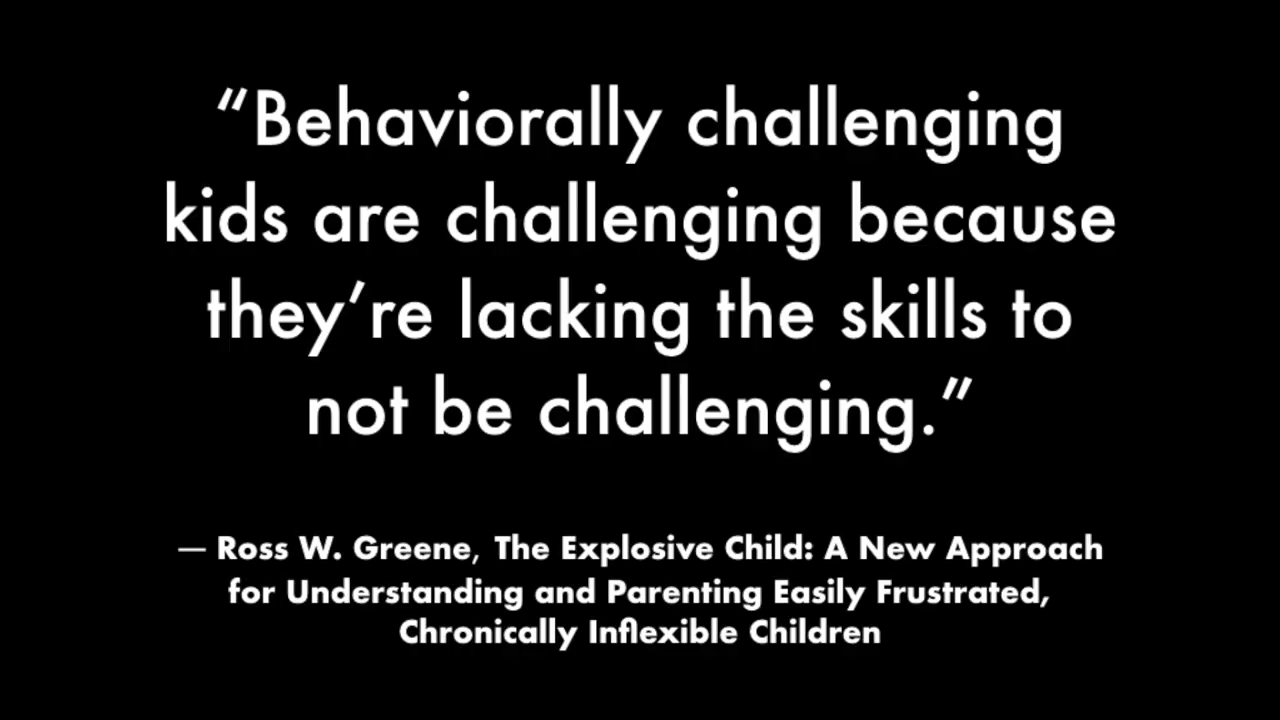 “Behaviorally challenging
kids are challenging because
they’re lacking the skills to
not be challenging.”
— Ross W. Greene, The Explosive Child: A New Approach
for Understanding and Parenting Easily Frustrated,
Chronically Inflexible Children